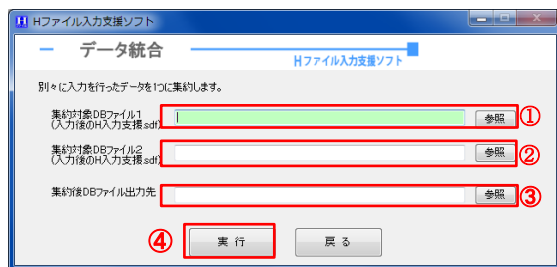 Hファイル入力支援ソフト
データ統合
Hファイル入力支援ソフト
別々に入力を行ったデータを1つに集約します。
集約対象DBファイル1
(入力後のH入力支援.sdf)
参照 ①
集約対象DBファイル2
(入力後のH入力支援.sdf)
参照 ②
集約後DBファイル出力先
参照 ③
④ 実行 戻る